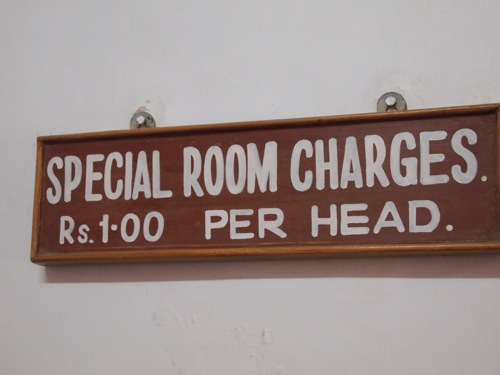 SPECIAL ROOM CHARGES.
Rs. 1·00 PER HEAD.